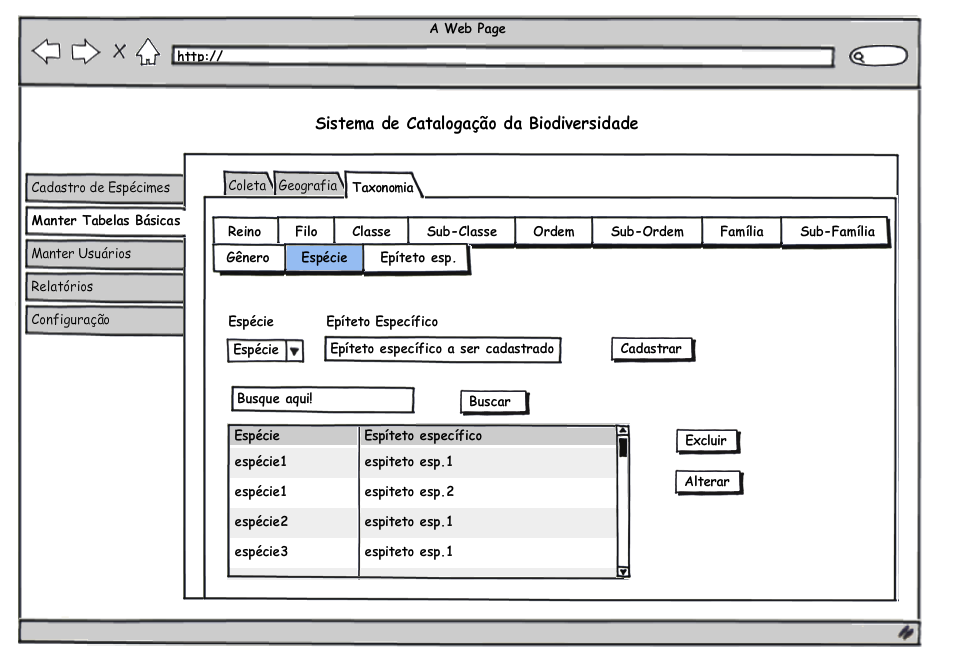 A Web Page
http://
Sistema de Catalogação da Biodiversidade
Cadastro de Espécimes
Manter Tabelas Básicas
Manter Usuários
Relatórios
Configuração
Coleta Geografia Taxonomia
Reino Filo Classe Sub-Classe Ordem Sub-Ordem Família Sub-Família
Gênero Espécie Epíteto esp.
Espécie Epíteto Específico
Espécie Epíteto específico a ser cadastrado Cadastrar
Busque aqui! Buscar
Espécie Espíteto específico
espécie1 espiteto esp.1
espécie1 espiteto esp.2
espécie2 espiteto esp.1
espécie3 espiteto esp.1
Excluir
Alterar